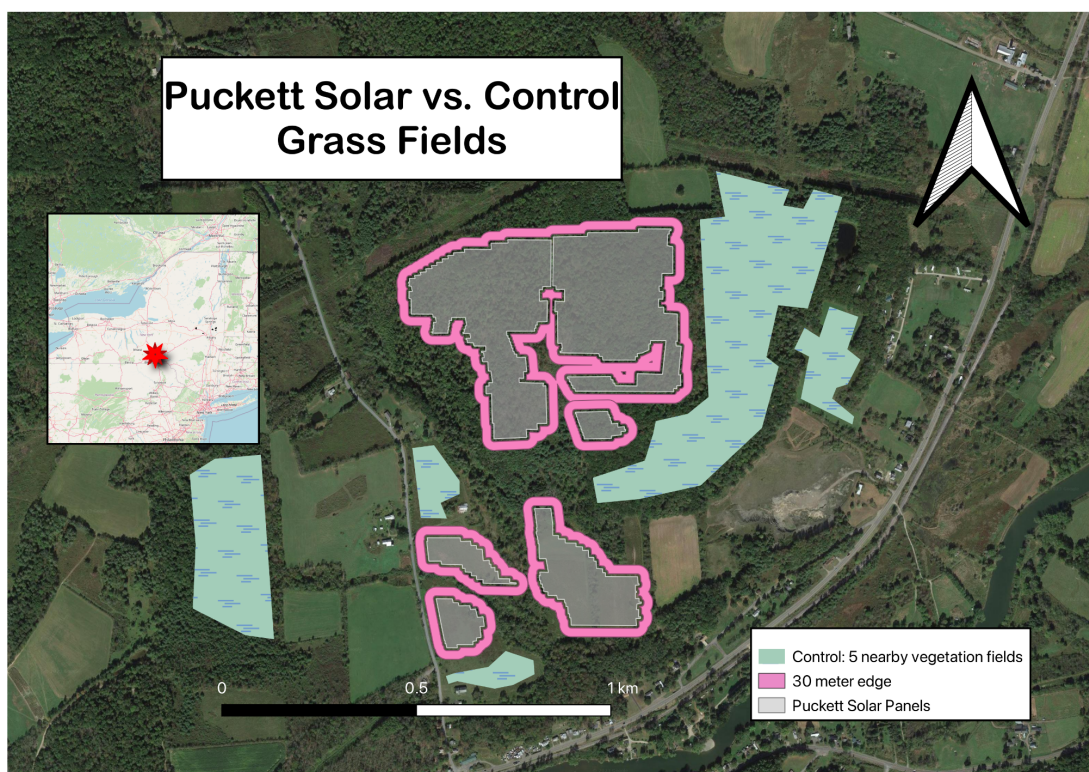 Puckett Solar vs. Control
Grass Fields
0
0.5
1 km
Control: 5 nearby vegetation fields
30 meter edge
Puckett Solar Panels